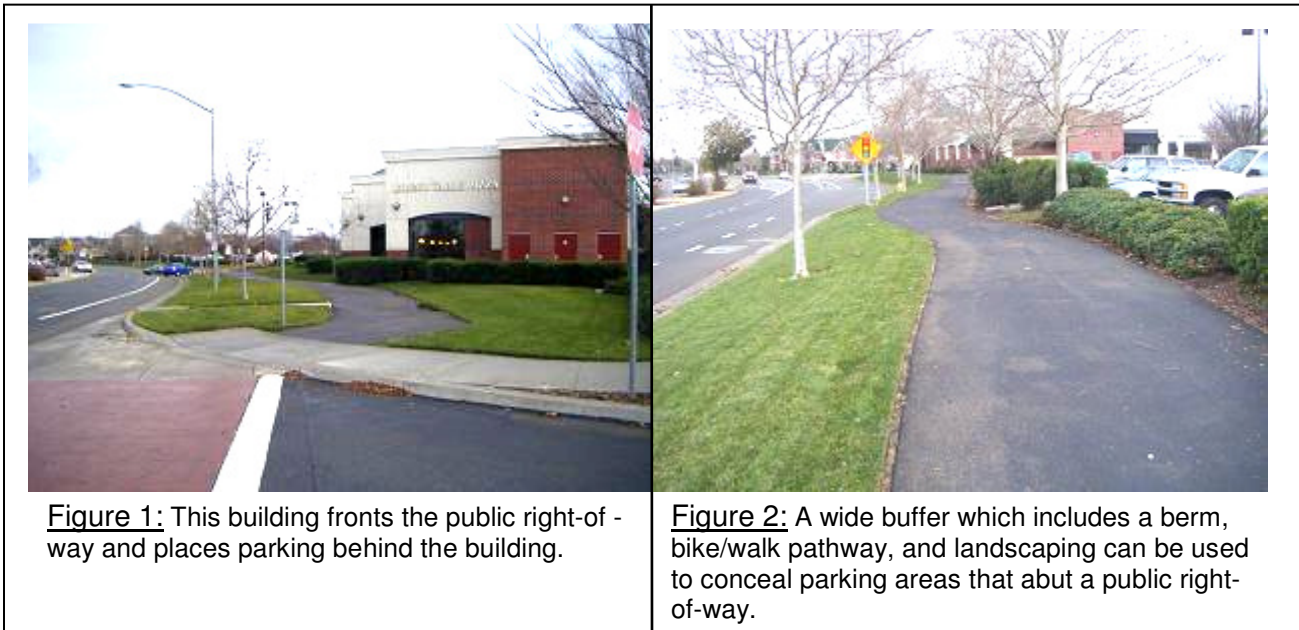 Figure 1: This building fronts the public right-of -
way and places parking behind the building.
Figure 2: A wide buffer which includes a berm,
bike/walk pathway, and landscaping can be used
to conceal parking areas that abut a public right-
of-way.